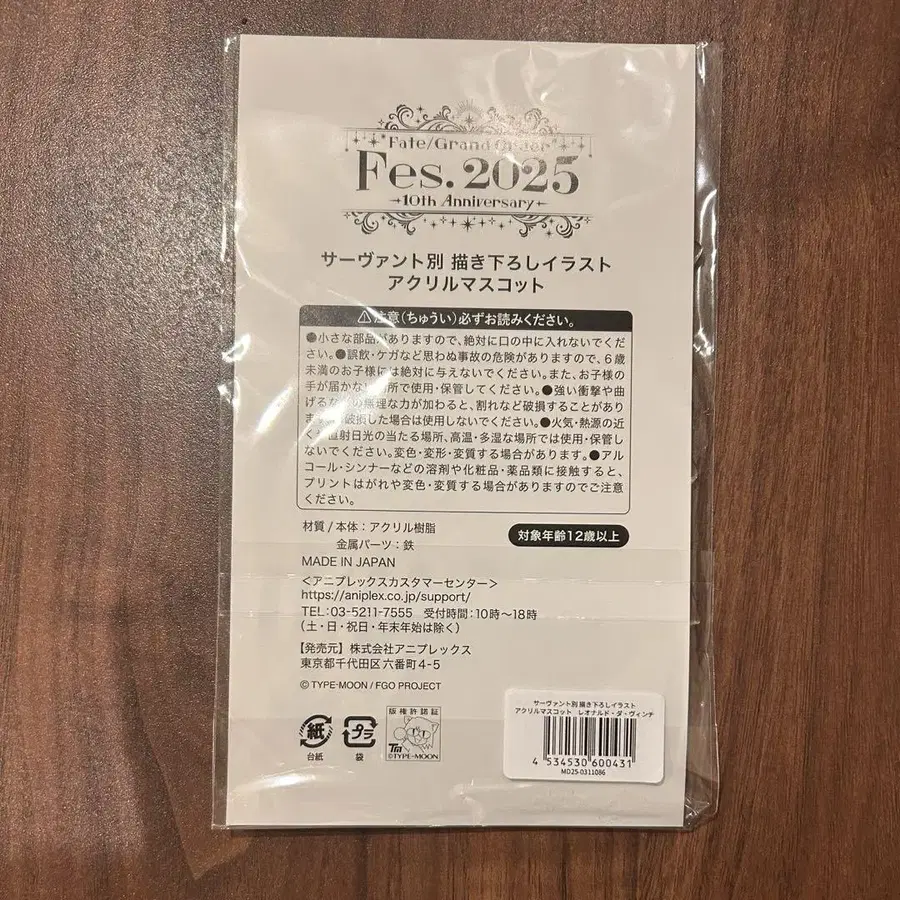 Fate/Grand Order
Fes. 2025
10th Anniversary
サーヴァント別 描き下ろしイラスト
アクリルマスコット
⚠注意(ちゅうい)必ずお読みください。
●小さな部品がありますので、絶対に口の中に入れないでくだ
さい。●誤飲・ケガなど思わぬ事故の危険がありますので、6歳
未満のお子様には絶対に与えないでください。また、お子様の
手が届かない所で使用・保管してください。●強い衝撃や曲
げるなどの無理な力が加わると、割れなど破損することがあり
ます。破損した場合は使用しないでください。●火気・熱源の近
く、直射日光の当たる場所、高温・多湿な場所では使用・保管し
ないでください。変色・変形・変質する場合があります。●アル
コール・シンナーなどの溶剤や化粧品・薬品類に接触すると、
プリントはがれや変色・変質する場合がありますのでご注意
ください。
材質 / 本体：アクリル樹脂
金属パーツ：鉄
対象年齢12歳以上
MADE IN JAPAN
<アニプレックスカスタマーセンター>
https://aniplex.co.jp/support/
TEL：03-5211-7555 受付時間：10時〜18時
(土・日・祝日・年末年始は除く)
【発売元】株式会社アニプレックス
東京都千代田区六番町4-5
© TYPE-MOON / FGO PROJECT
紙
台紙
プラ
袋
版権許諾証
TM
©TYPE-MOON
サーヴァント別 描き下ろしイラスト
アクリルマスコット レオナルド・ダ・ヴィンチ
4 534530 600431
MD25-0311086